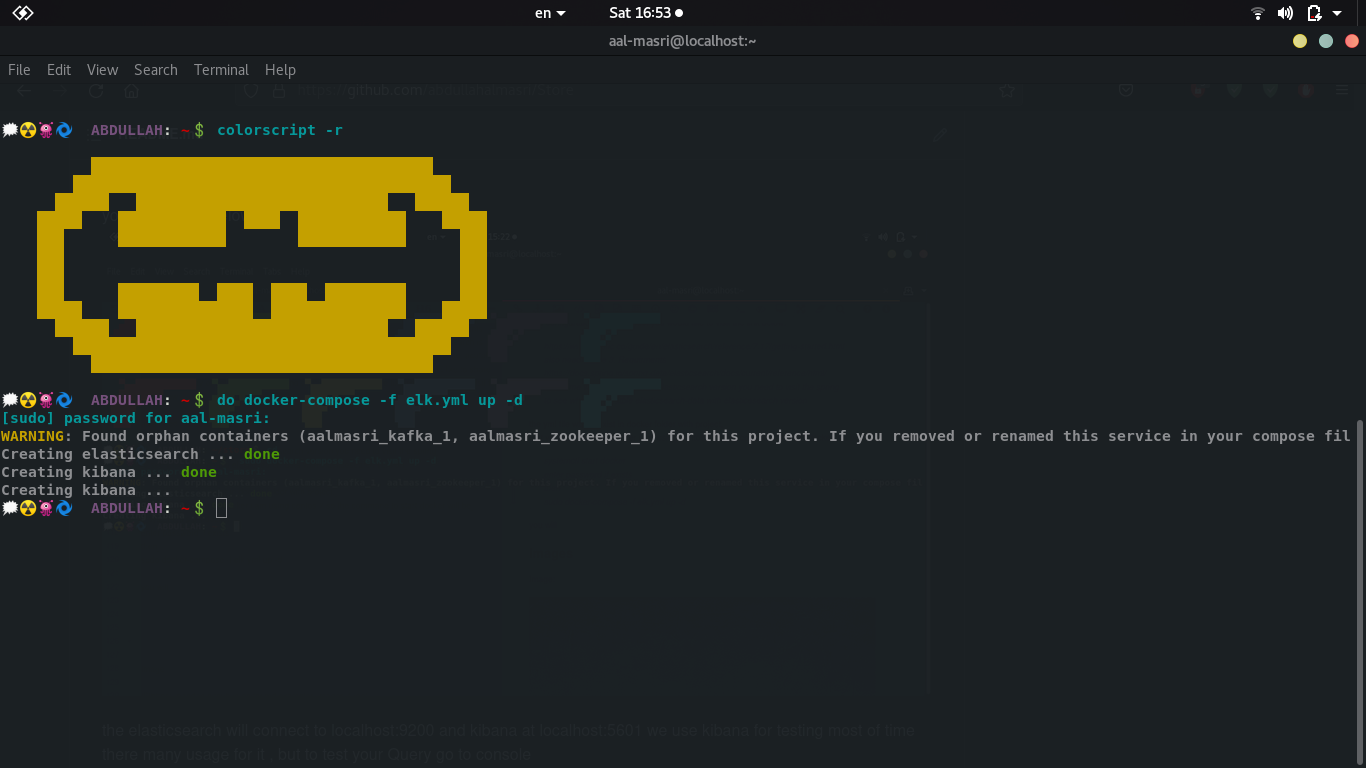 en
Sat 16:53
aal-masri@localhost:~
File Edit View Search Terminal Help
https://github.com
ABDULLAH: ~ $ colorscript -r
ABDULLAH: ~ $ do docker-compose -f elk.yml up -d
[sudo] password for aal-masri:
WARNING: Found orphan containers (aalmasri_kafka_1, aalmasri_zookeeper_1) for this project. If you removed or renamed this service in your compose fil
Creating elasticsearch ... done
Creating kibana ... done
Creating kibana ...
ABDULLAH: ~ $
the elasticsearch will connect to localhost:9200 and kibana at localhost:5601 we use kibana for tasting most of time
there many usage for it . but to test your Query go to console